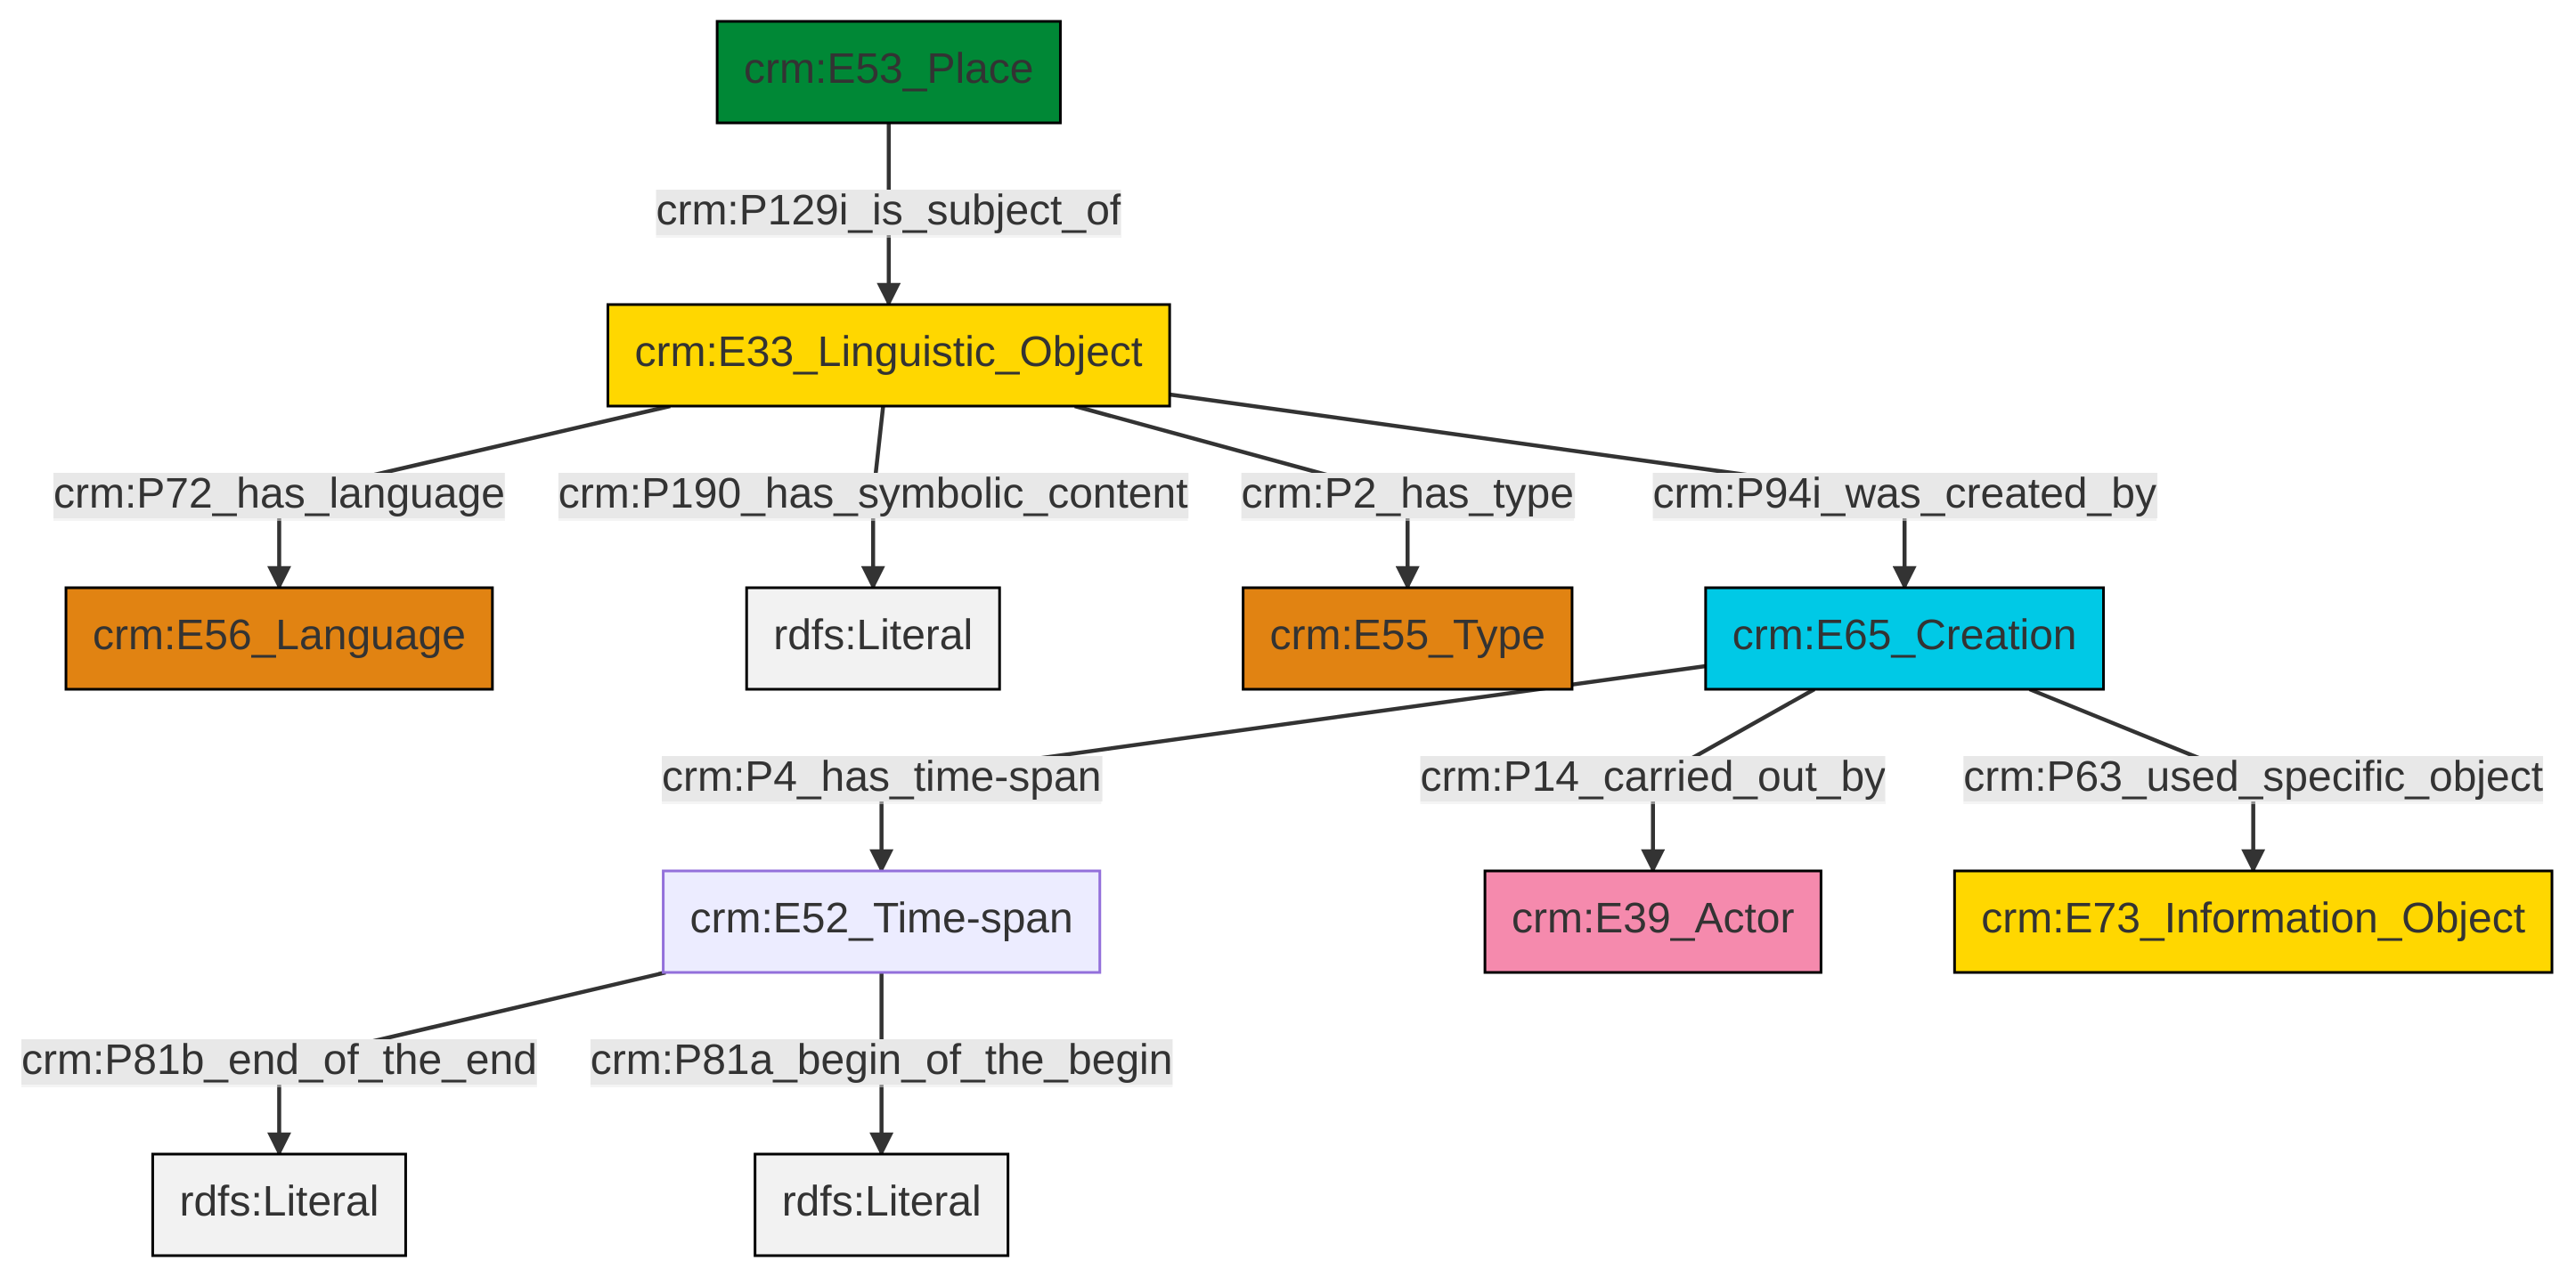 crm:E53_Place
crm:P129i_is_subject_of
crm:E33_Linguistic_Object
crm:P72_has_language
crm:P190_has_symbolic_content
crm:P2_has_type
crm:P94i_was_created_by
crm:E56_Language
rdfs:Literal
crm:E55_Type
crm:E65_Creation
crm:P4_has_time-span
crm:P14_carried_out_by
crm:P63_used_specific_object
crm:E52_Time-span
crm:E39_Actor
crm:E73_Information_Object
crm:P81b_end_of_the_end
crm:P81a_begin_of_the_begin
rdfs:Literal
rdfs:Literal